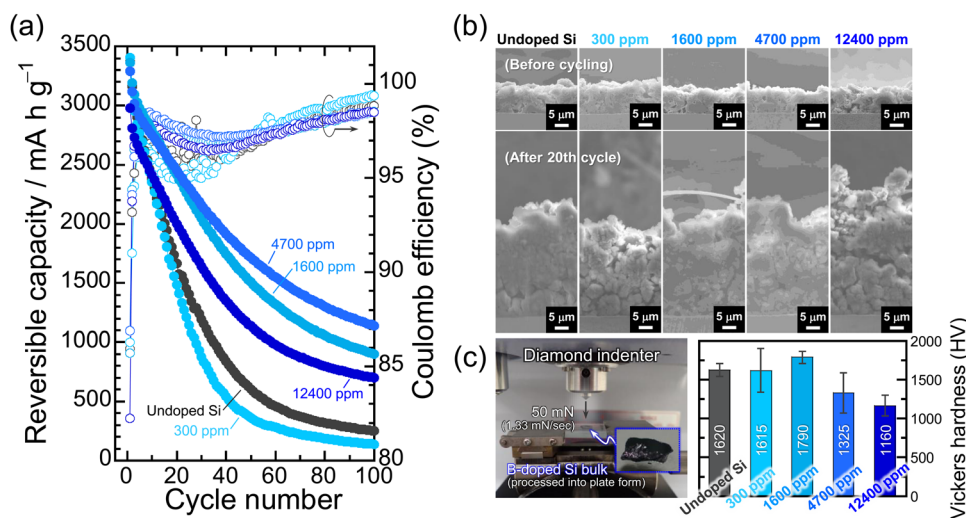 (a)
Reversible capacity / mA h g⁻¹
3500
3000
2500
2000
1500
1000
500
0
0 20 40 60 80 100
Cycle number
100
95
90
85
80
Coulomb efficiency (%)
4700 ppm
1600 ppm
12400 ppm
Undoped Si
300 ppm
(b)
Undoped Si 300 ppm 1600 ppm 4700 ppm 12400 ppm
(Before cycling)
5 μm 5 μm 5 μm 5 μm 5 μm
(After 20th cycle)
5 μm 5 μm 5 μm 5 μm 5 μm
(c)
Diamond indenter
50 mN
(1.33 mN/sec)
B-doped Si bulk
(processed into plate form)
1620 1615 1790 1325 1160
Undoped Si 300 ppm 1600 ppm 4700 ppm 12400 ppm
2000
1500
1000
500
0
Vickers hardness (HV)